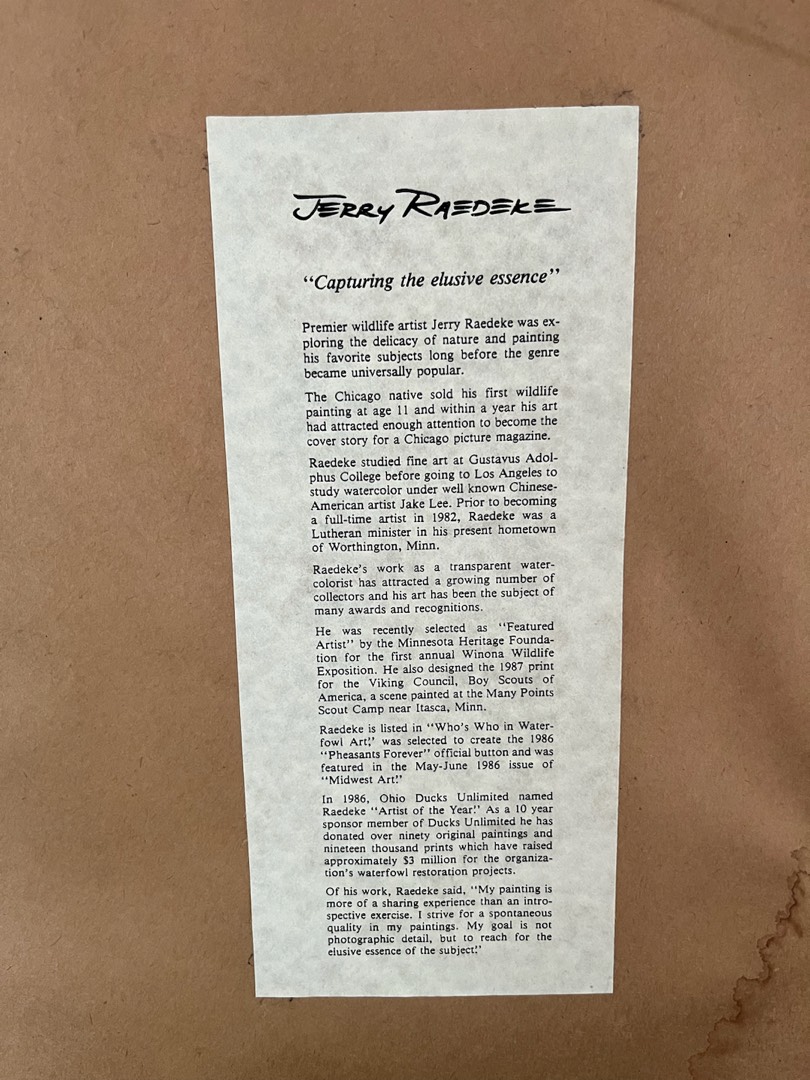 JERRY RAEDEKE
“Capturing the elusive essence”
Premier wildlife artist Jerry Raedeke was ex-
ploring the delicacy of nature and painting
his favorite subjects long before the genre
became universally popular.
The Chicago native sold his first wildlife
painting at age 11 and within a year his art
had attracted enough attention to become the
cover story for a Chicago picture magazine.
Raedeke studied fine art at Gustavus Adol-
phus College before going to Los Angeles to
study watercolor under well known Chinese-
American artist Jake Lee. Prior to becoming
a full-time artist in 1982, Raedeke was a
Lutheran minister in his present hometown
of Worthington, Minn.
Raedeke's work as a transparent water-
colorist has attracted a growing number of
collectors and his art has been the subject of
many awards and recognitions.
He was recently selected as “Featured
Artist” by the Minnesota Heritage Founda-
tion for the first annual Winona Wildlife
Exposition. He also designed the 1987 print
for the Viking Council, Boy Scouts of
America, a scene painted at the Many Points
Scout Camp near Itasca, Minn.
Raedeke is listed in “Who's Who in Water-
fowl Art,” was selected to create the 1986
“Pheasants Forever” official button and was
featured in the May-June 1986 issue of
“Midwest Art.”
In 1986, Ohio Ducks Unlimited named
Raedeke “Artist of the Year.” As a 10 year
sponsor member of Ducks Unlimited he has
donated over ninety original paintings and
nineteen thousand prints which have raised
approximately $3 million for the organiza-
tion's waterfowl restoration projects.
Of his work, Raedeke said, “My painting is
more of a sharing experience than an intro-
spective exercise. I strive for a spontaneous
quality in my paintings. My goal is not
photographic detail, but to reach for the
elusive essence of the subject.”